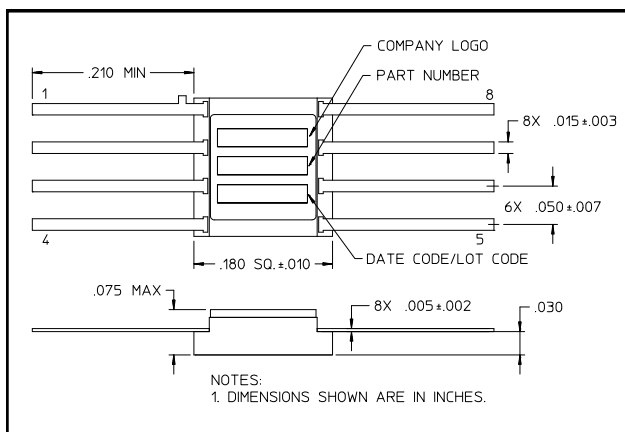 COMPANY LOGO
.210 MIN
PART NUMBER
1
8
8X .015±.003
6X .050±.007
4
5
DATE CODE/LOT CODE
.180 SQ.±.010
.075 MAX
8X .005±.002
.030
NOTES:
1. DIMENSIONS SHOWN ARE IN INCHES.